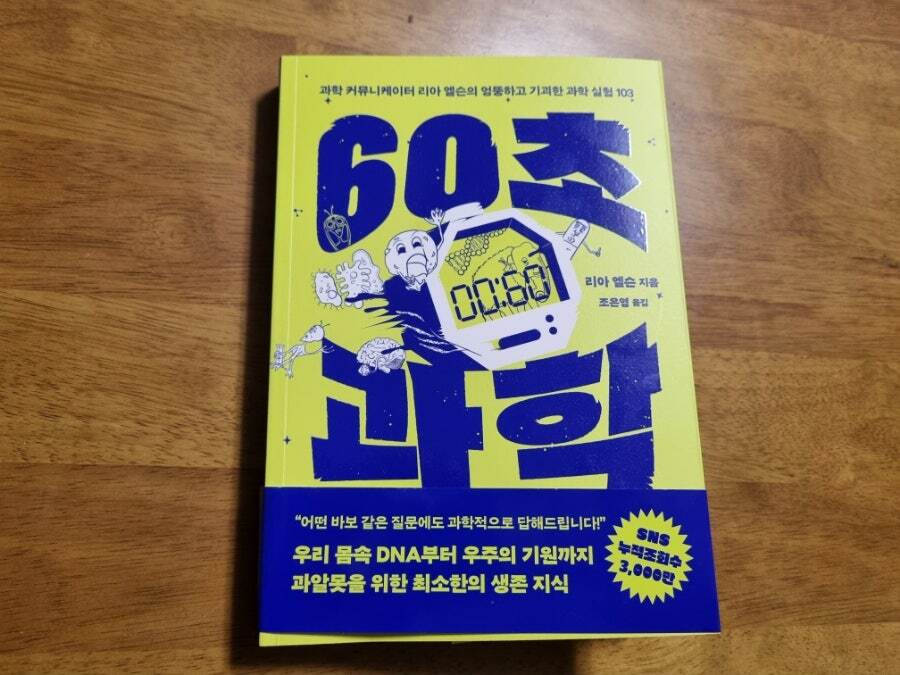 과학 커뮤니케이터 리아 엘슨의 엉뚱하고 기괴한 과학 실험 103
60초
00:60
리아 엘슨 지음
조은영 옮김
과학
“어떤 바보 같은 질문에도 과학적으로 답해드립니다!”
우리 몸속 DNA부터 우주의 기원까지
과알못을 위한 최소한의 생존 지식
SNS
누적조회수
3,000만